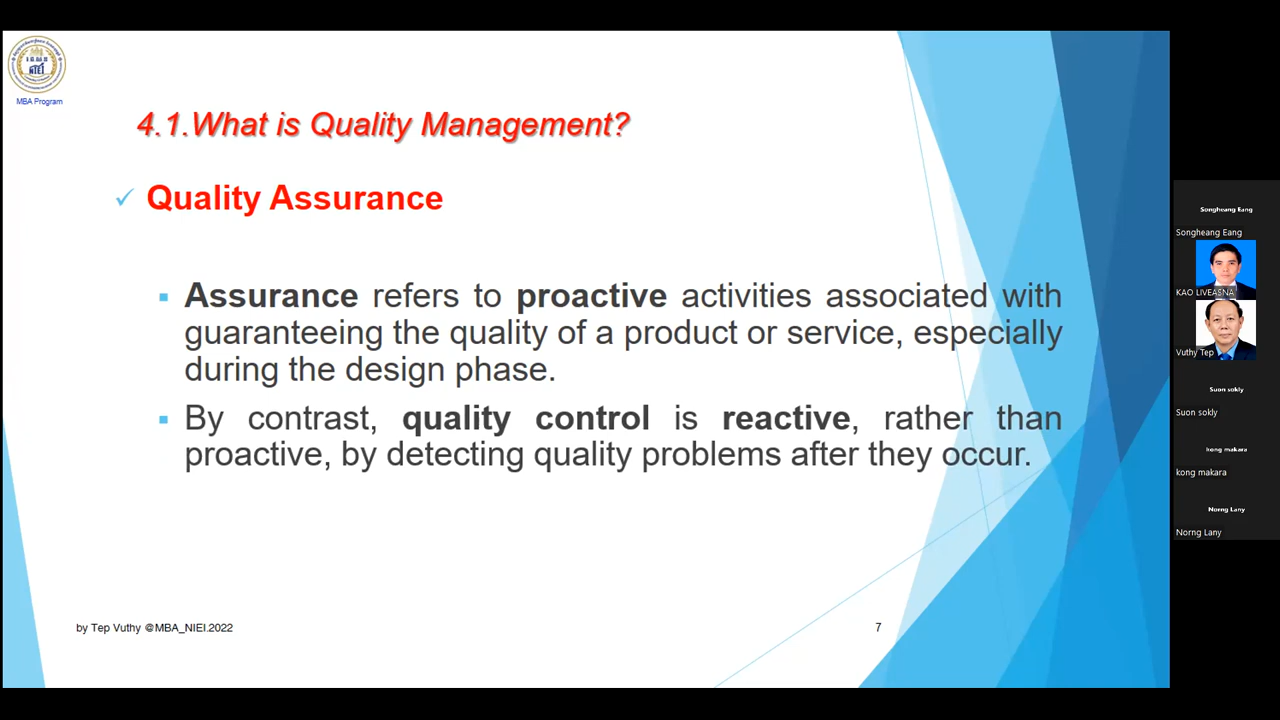 NIEI
MBA Program
4.1.What is Quality Management?
✓ Quality Assurance
▪ Assurance refers to proactive activities associated with
guaranteeing the quality of a product or service, especially
during the design phase.
▪ By contrast, quality control is reactive, rather than
proactive, by detecting quality problems after they occur.
by Tep Vuthy @MBA_NIEI.2022
7
Songheang Eang
Songheang Eang
KAO LIVEASNA
Vuthy Tep
Suon sokly
Suon sokly
kong makara
kong makara
Norng Lany
Norng Lany